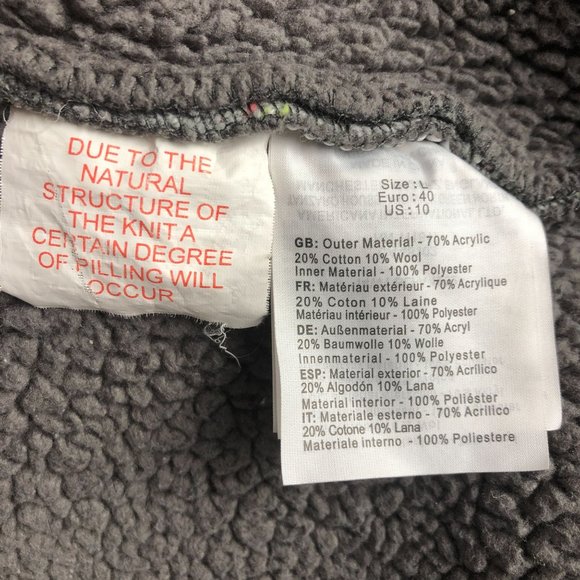 DUE TO THE
NATURAL
STRUCTURE OF
THE KNIT A
CERTAIN DEGREE
OF PILLING WILL
OCCUR
Size : L
Euro : 40
US : 10
GB: Outer Material - 70% Acrylic
20% Cotton 10% Wool
Inner Material - 100% Polyester
FR: Matériau extérieur - 70% Acrylique
20% Coton 10% Laine
Matériau intérieur - 100% Polyester
DE: Außenmaterial - 70% Acryl
20% Baumwolle 10% Wolle
Innenmaterial - 100% Polyester
ESP: Material exterior - 70% Acrílico
20% Algodón 10% Lana
Material interior - 100% Poliéster
IT: Materiale esterno - 70% Acrilico
20% Cotone 10% Lana
Materiale interno - 100% Poliestere